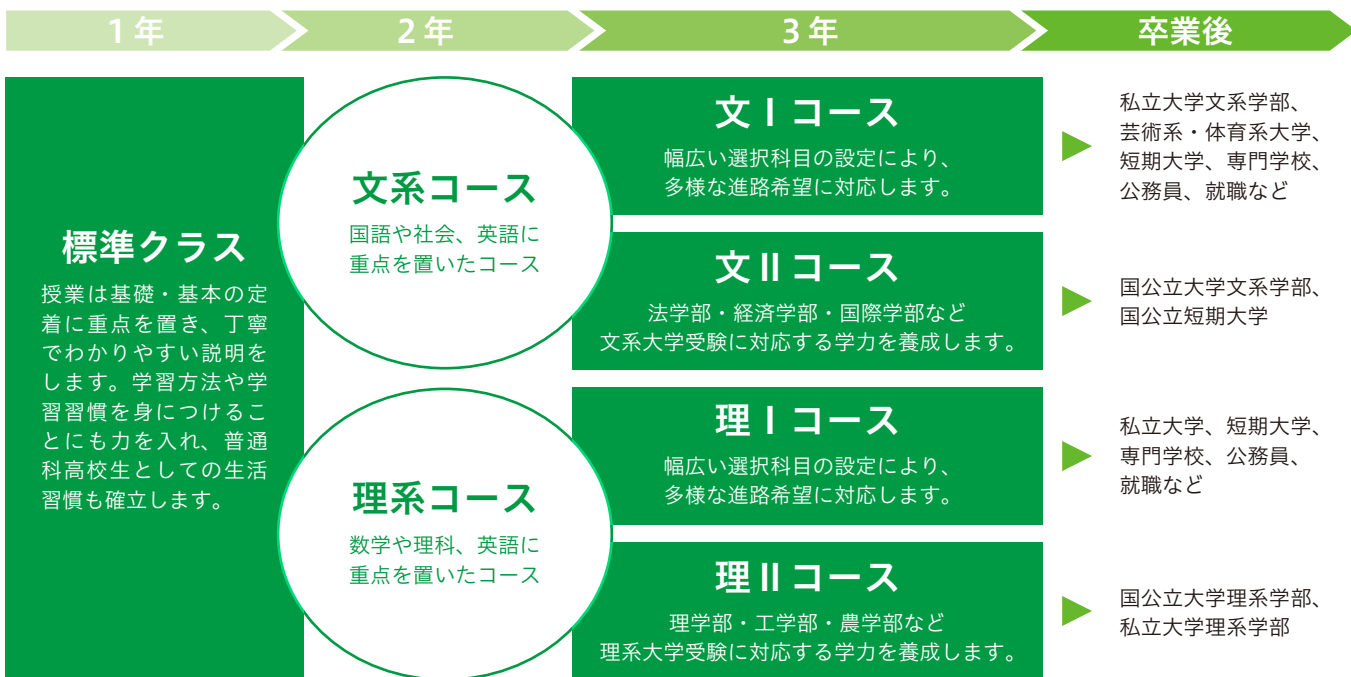 1年
2年
3年
卒業後
標準クラス
授業は基礎・基本の定
着に重点を置き、丁寧
でわかりやすい説明を
します。学習方法や学
習習慣を身につけるこ
とにも力を入れ、普通
科高校生としての生活
習慣も確立します。
文系コース
国語や社会、英語に
重点を置いたコース
理系コース
数学や理科、英語に
重点を置いたコース
文Ⅰコース
幅広い選択科目の設定により、
多様な進路希望に対応します。
私立大学文系学部、
芸術系・体育系大学、
短期大学、専門学校、
公務員、就職など
文Ⅱコース
法学部・経済学部・国際学部など
文系大学受験に対応する学力を養成します。
国公立大学文系学部、
国公立短期大学
理Ⅰコース
幅広い選択科目の設定により、
多様な進路希望に対応します。
私立大学、短期大学、
専門学校、公務員、
就職など
理Ⅱコース
理学部・工学部・農学部など
理系大学受験に対応する学力を養成します。
国公立大学理系学部、
私立大学理系学部